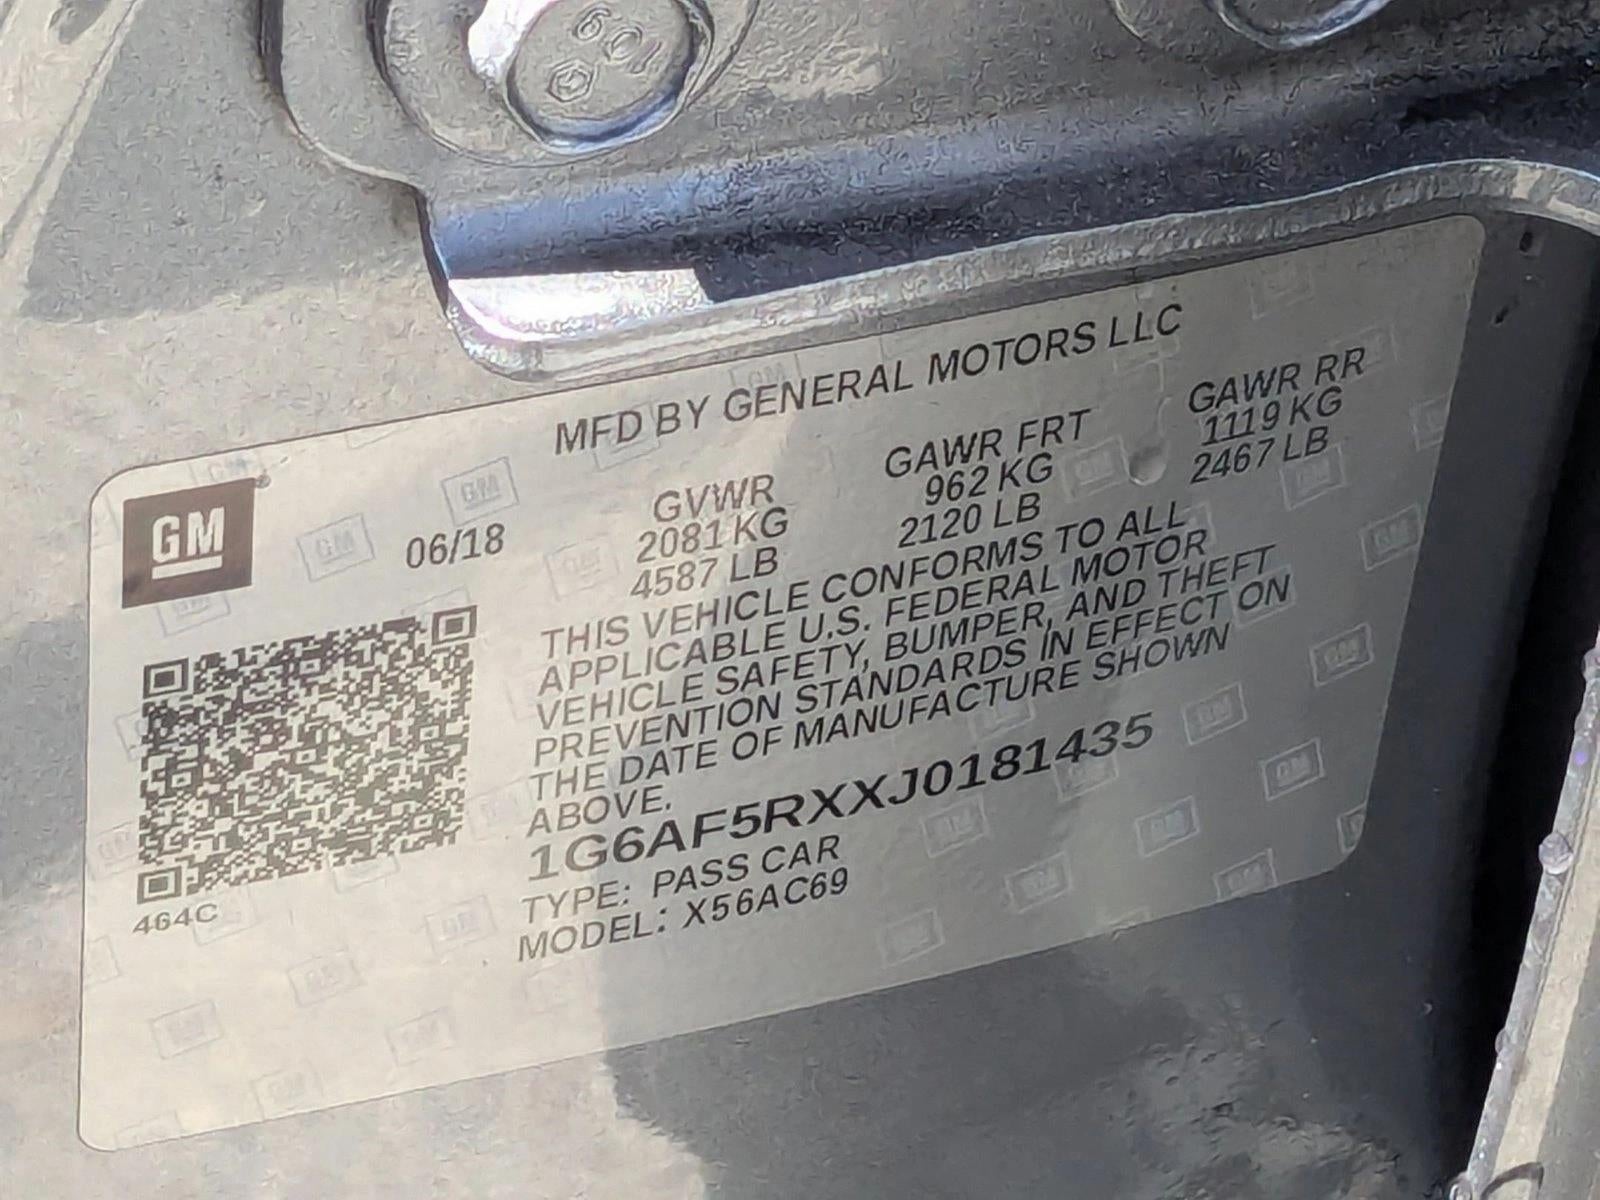 601
MFD BY GENERAL MOTORS LLC
GM
06/18
GVWR
2081 KG
4587 LB
GAWR FRT
962 KG
2120 LB
GAWR RR
1119 KG
2467 LB
THIS VEHICLE CONFORMS TO ALL
APPLICABLE U.S. FEDERAL MOTOR
VEHICLE SAFETY, BUMPER, AND THEFT
PREVENTION STANDARDS IN EFFECT ON
THE DATE OF MANUFACTURE SHOWN
ABOVE.
1G6AF5RXXJ0181435
TYPE: PASS CAR
MODEL: X56AC69
464C